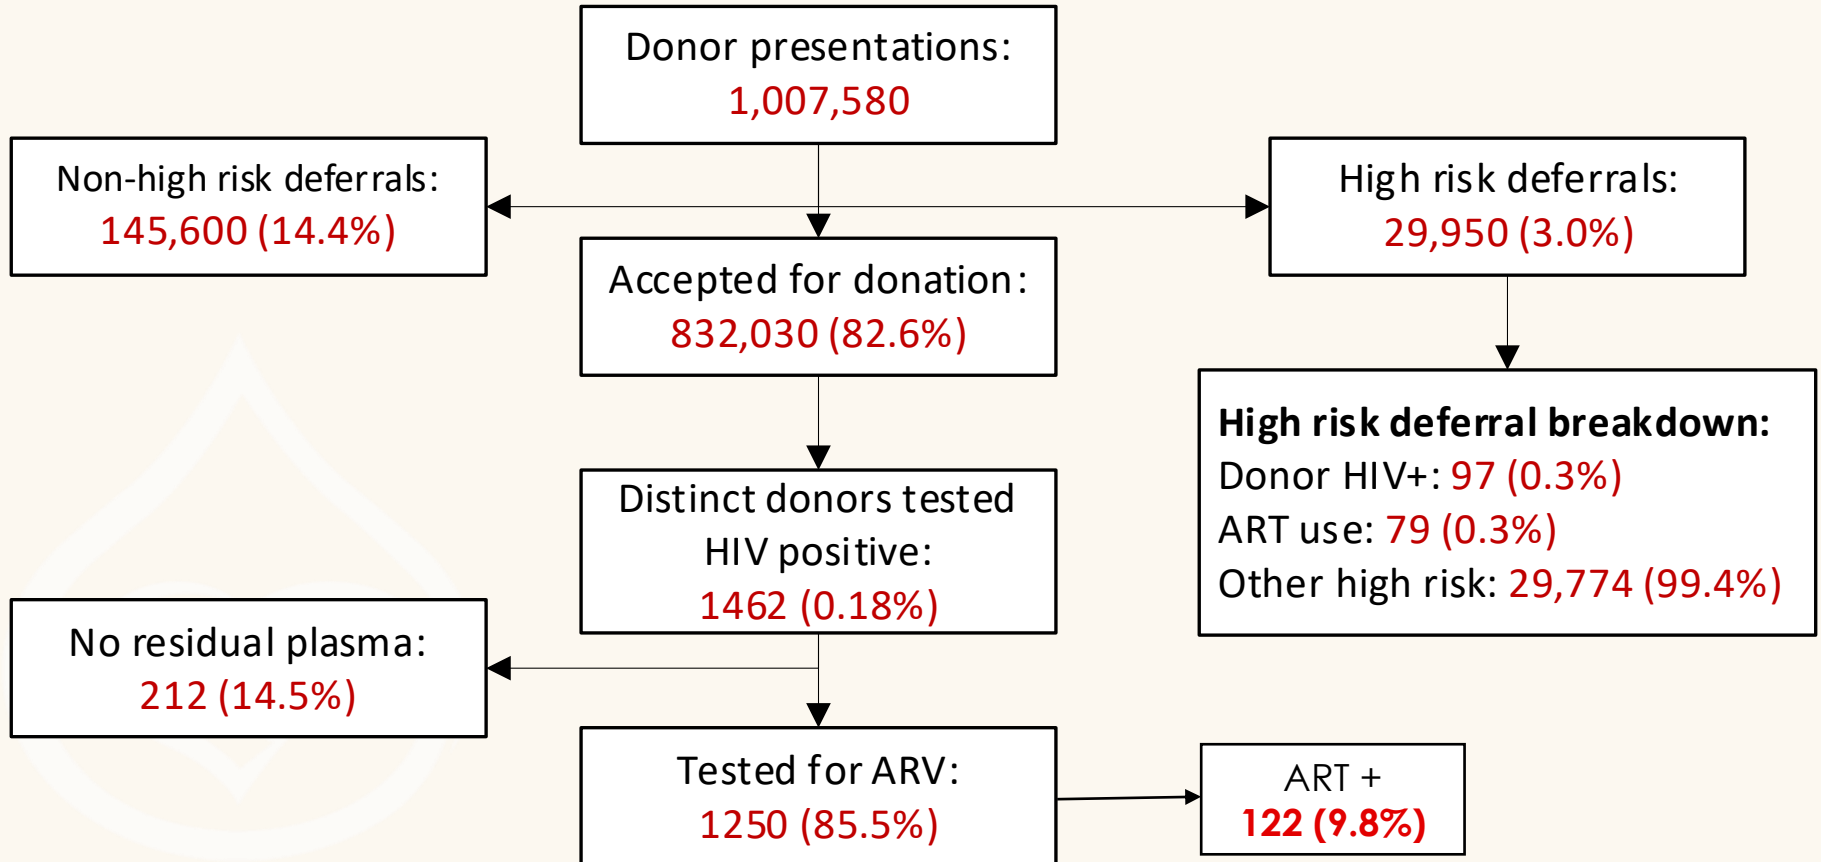 Donor presentations:
1,007,580
Non-high risk deferrals:
145,600 (14.4%)
High risk deferrals:
29,950 (3.0%)
Accepted for donation:
832,030 (82.6%)
High risk deferral breakdown:
Donor HIV+: 97 (0.3%)
ART use: 79 (0.3%)
Other high risk: 29,774 (99.4%)
Distinct donors tested
HIV positive:
1462 (0.18%)
No residual plasma:
212 (14.5%)
Tested for ARV:
1250 (85.5%)
ART +
122 (9.8%)